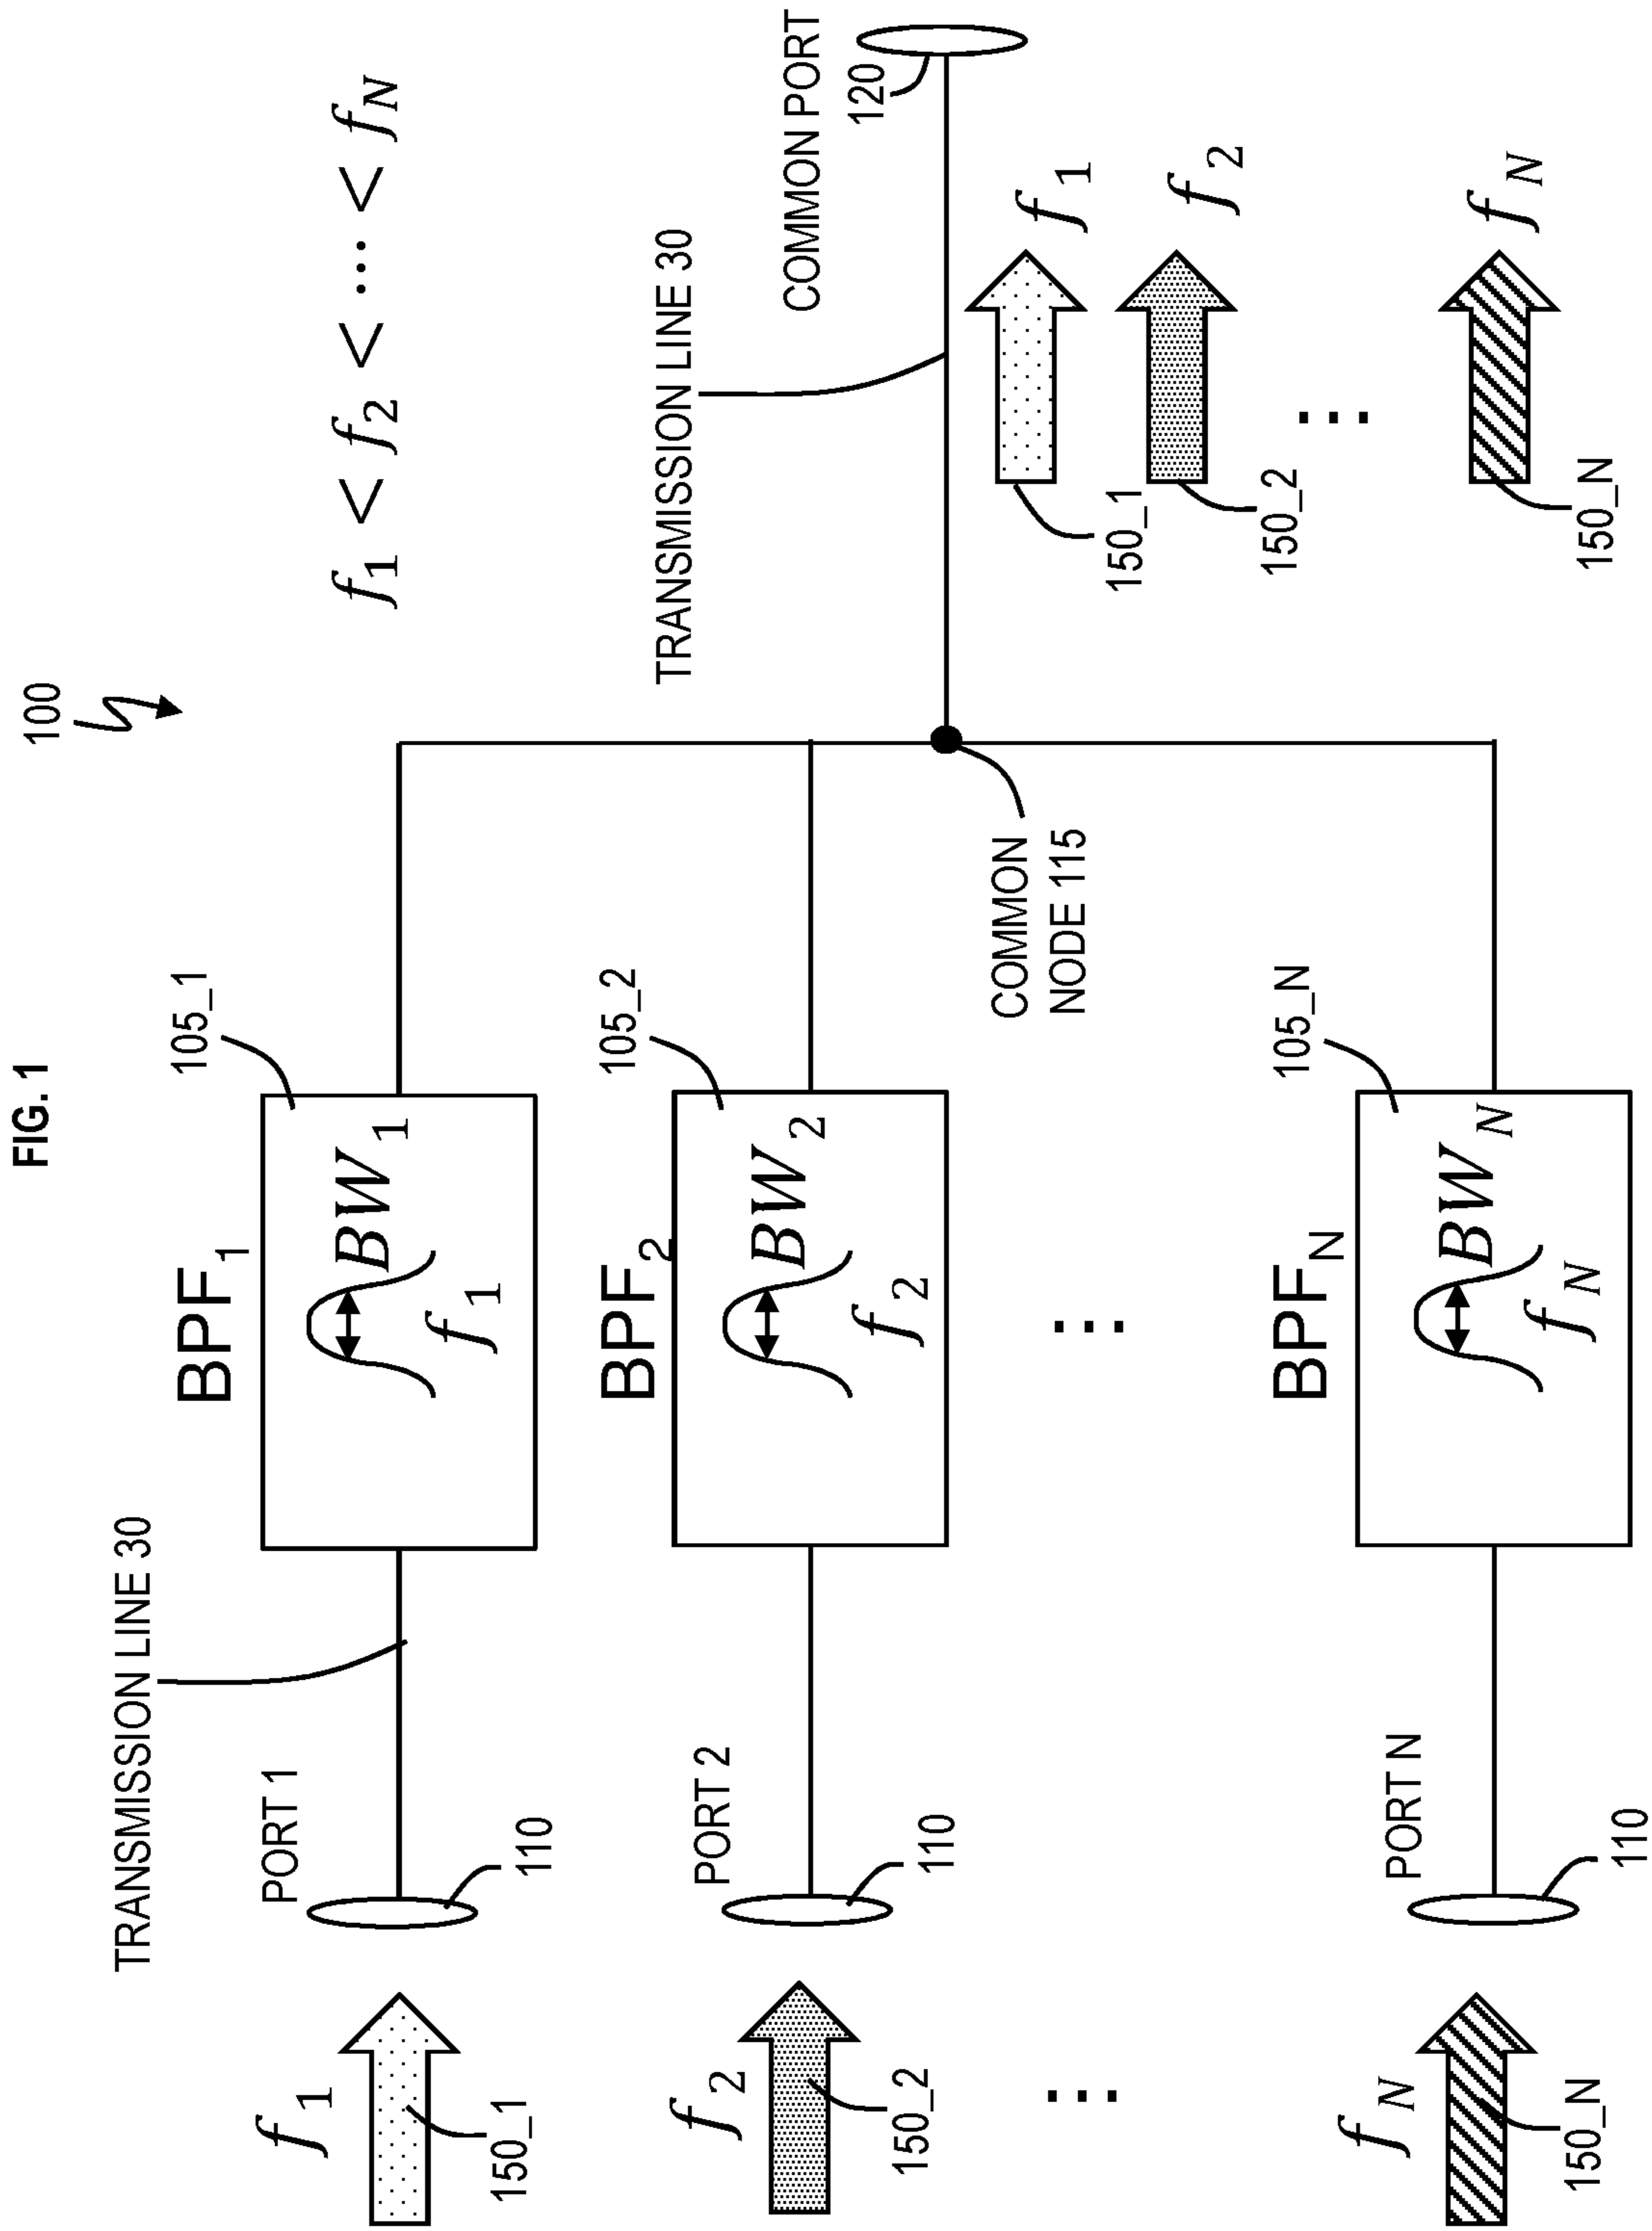 FIG. 1
100
f1 < f2 < ... < fN
TRANSMISSION LINE 30
PORT 1
110
f1
150_1
BPF1
105_1
BW1
f1
PORT 2
110
f2
150_2
BPF2
105_2
BW2
f2
⋮
⋮
PORT N
110
fN
150_N
BPFN
105_N
BWN
fN
COMMON
NODE 115
TRANSMISSION LINE 30
COMMON PORT
120
f1
150_1
f2
150_2
⋮
fN
150_N